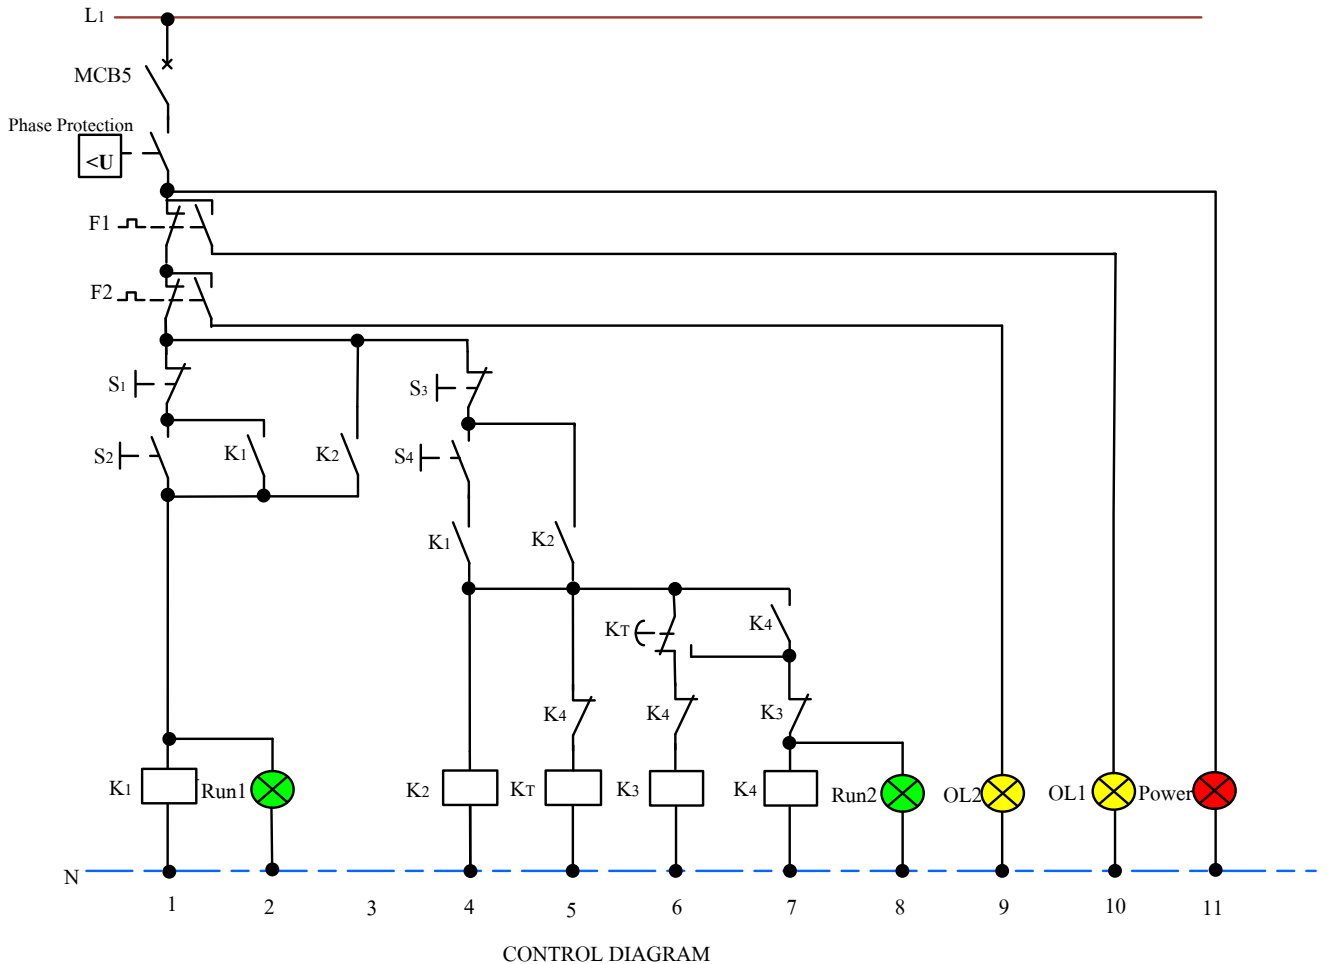 L1
MCB5
Phase Protection
<U
F1
F2
S1
S3
S2
K1
K2
S4
K1
K2
KT
K4
K4
K4
K3
K1
Run1
K2
KT
K3
K4
Run2
OL2
OL1
Power
N
1 2 3 4 5 6 7 8 9 10 11
CONTROL DIAGRAM